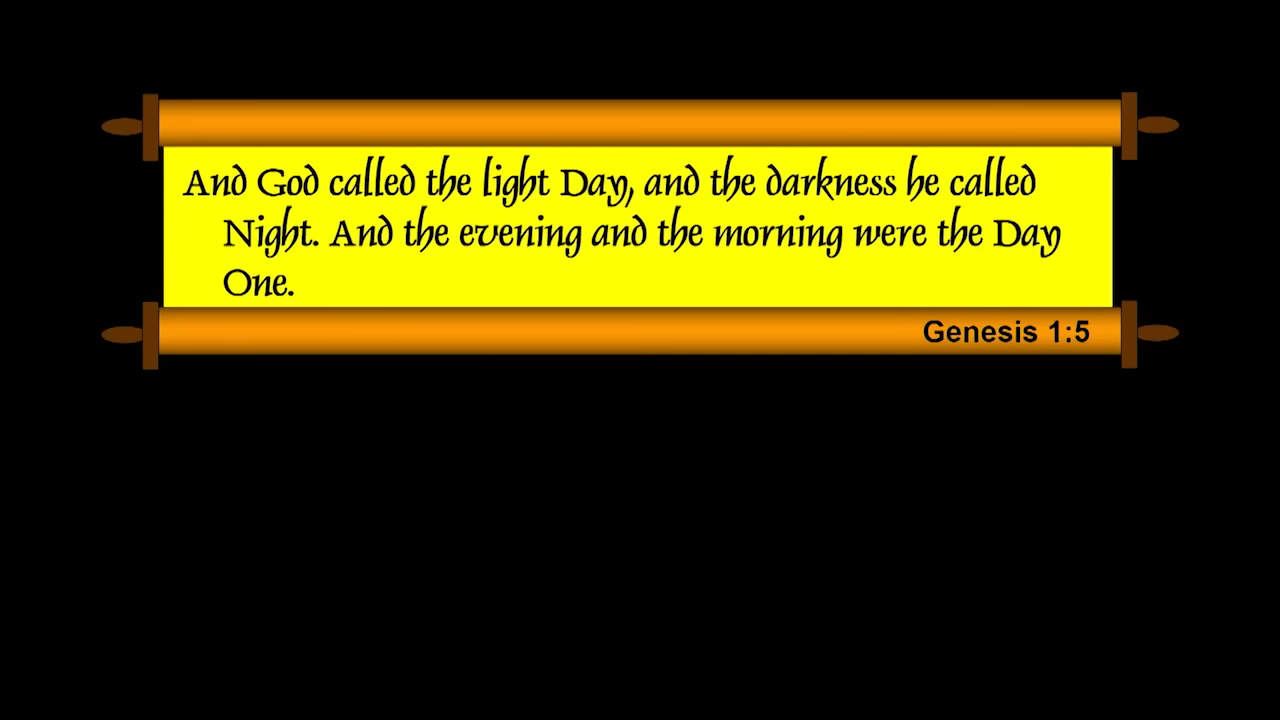 And God called the light Day, and the darkness he called
Night. And the evening and the morning were the Day
One.
Genesis 1:5